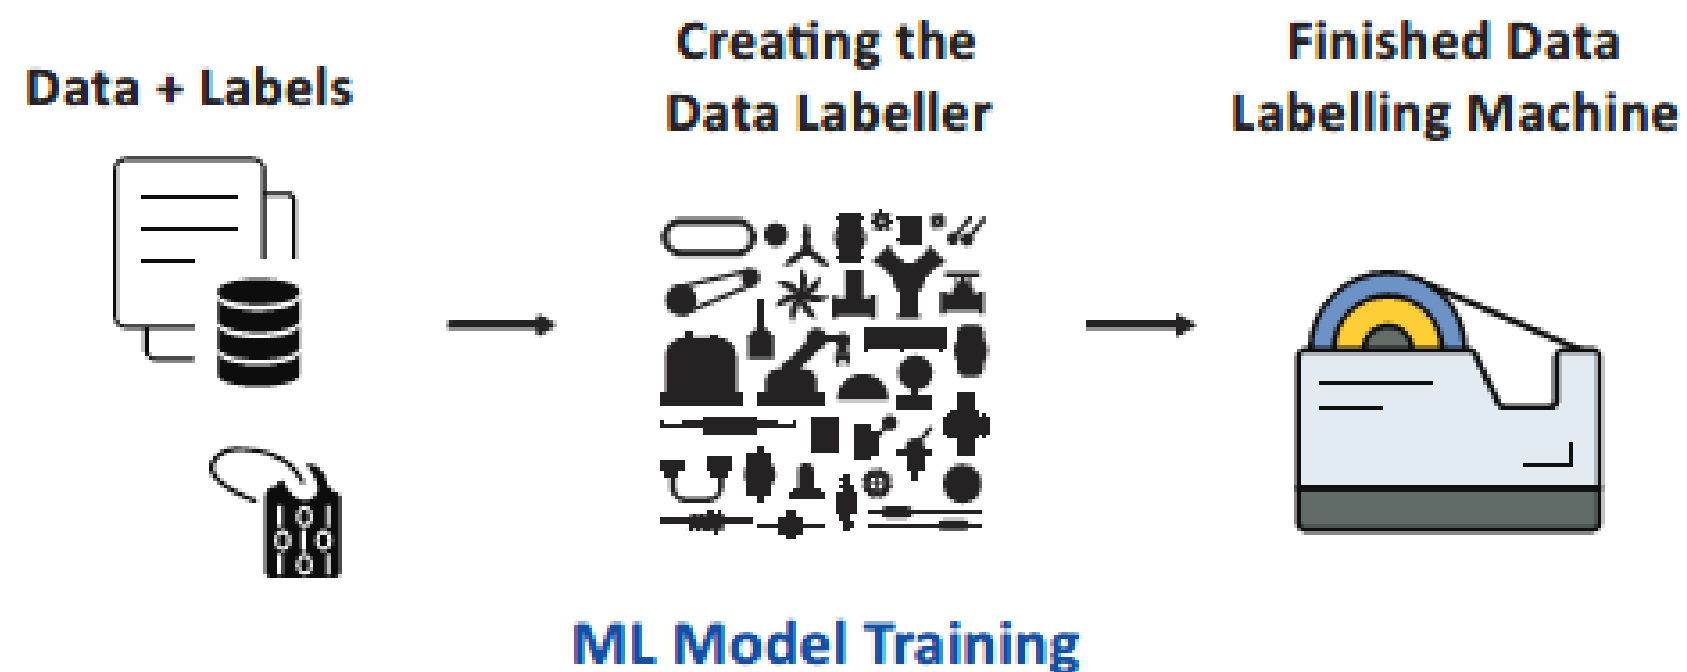 Data + Labels
Creating the
Data Labeller
Finished Data
Labelling Machine
ML Model Training